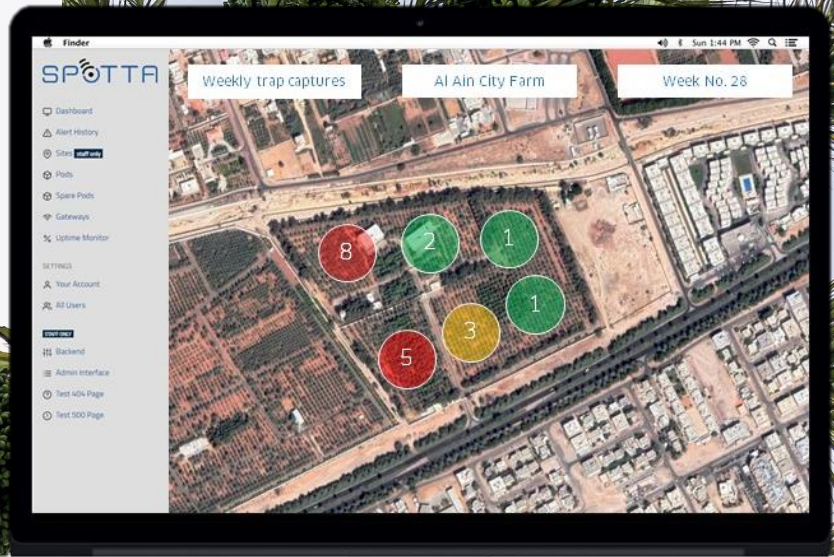 Finder
Sun 1:44 PM
SPOTTA
Weekly trap captures
Al Ain City Farm
Week No. 28
Dashboard
Alert History
Sites staff only
Pods
Spare Pods
Gateways
Uptime Monitor
SETTINGS
Your Account
All Users
STAFF ONLY
Backend
Admin Interface
Test 404 Page
Test 500 Page
8
2
1
1
3
5